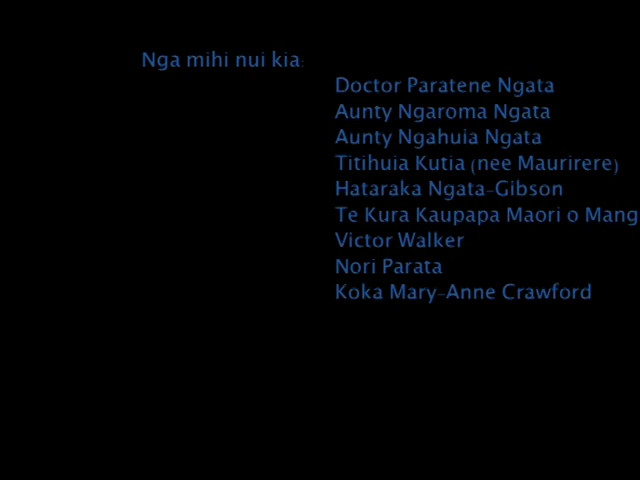 Nga mihi nui kia:
Doctor Paratene Ngata
Aunty Ngaroma Ngata
Aunty Ngahuia Ngata
Titihuia Kutia (nee Maurirere)
Hataraka Ngata-Gibson
Te Kura Kaupapa Maori o Mang
Victor Walker
Nori Parata
Koka Mary-Anne Crawford